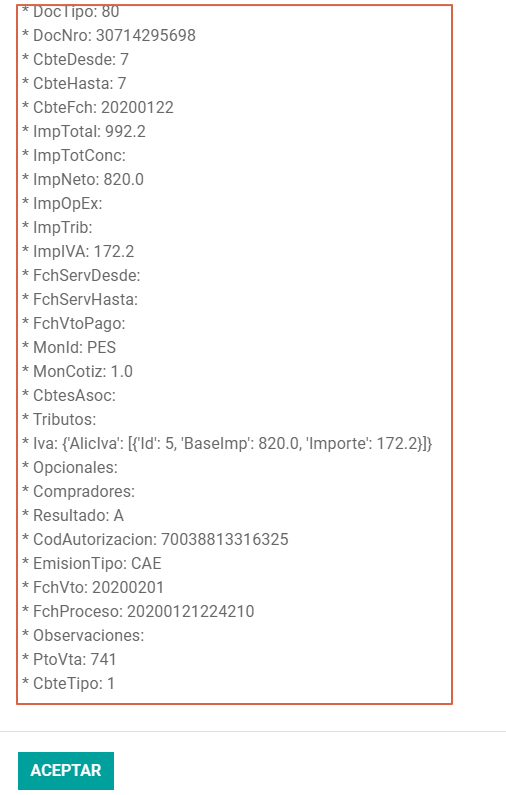 * DocTipo: 80
* DocNro: 30714295698
* CbteDesde: 7
* CbteHasta: 7
* CbteFch: 20200122
* ImpTotal: 992.2
* ImpTotConc:
* ImpNeto: 820.0
* ImpOpEx:
* ImpTrib:
* ImpIVA: 172.2
* FchServDesde:
* FchServHasta:
* FchVtoPago:
* MonId: PES
* MonCotiz: 1.0
* CbtesAsoc:
* Tributos:
* Iva: {'AlicIva': [{'Id': 5, 'BaseImp': 820.0, 'Importe': 172.2}]}
* Opcionales:
* Compradores:
* Resultado: A
* CodAutorizacion: 70038813316325
* EmisionTipo: CAE
* FchVto: 20200201
* FchProceso: 20200121224210
* Observaciones:
* PtoVta: 741
* CbteTipo: 1
ACEPTAR